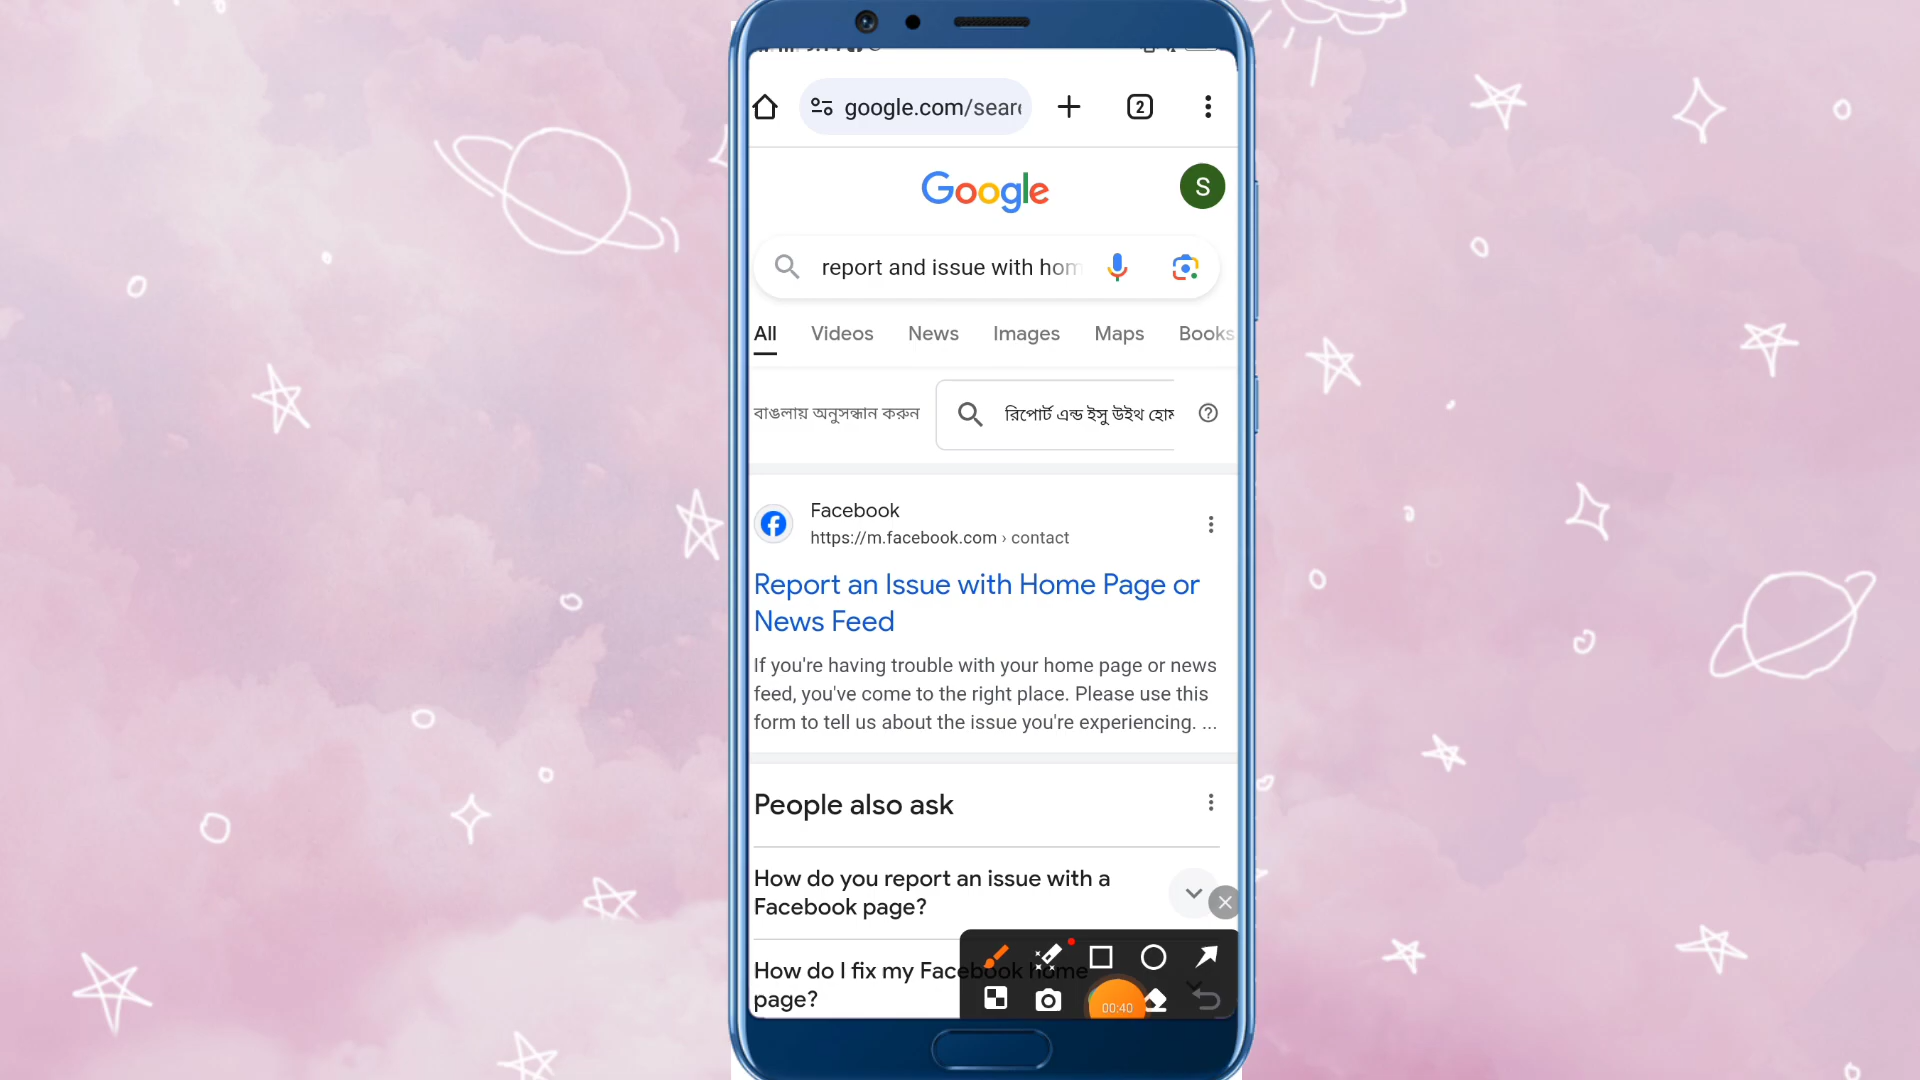 google.com/sear
2
Google
S
report and issue with hom
All Videos News Images Maps Books
বাঙলায় অনুসন্ধান করুন রিপোর্ট এন্ড ইসু উইথ হোম
Facebook
https://m.facebook.com › contact
Report an Issue with Home Page or
News Feed
If you're having trouble with your home page or news
feed, you've come to the right place. Please use this
form to tell us about the issue you're experiencing. ...
People also ask
How do you report an issue with a
Facebook page?
How do I fix my Facebook home
page?
00:40